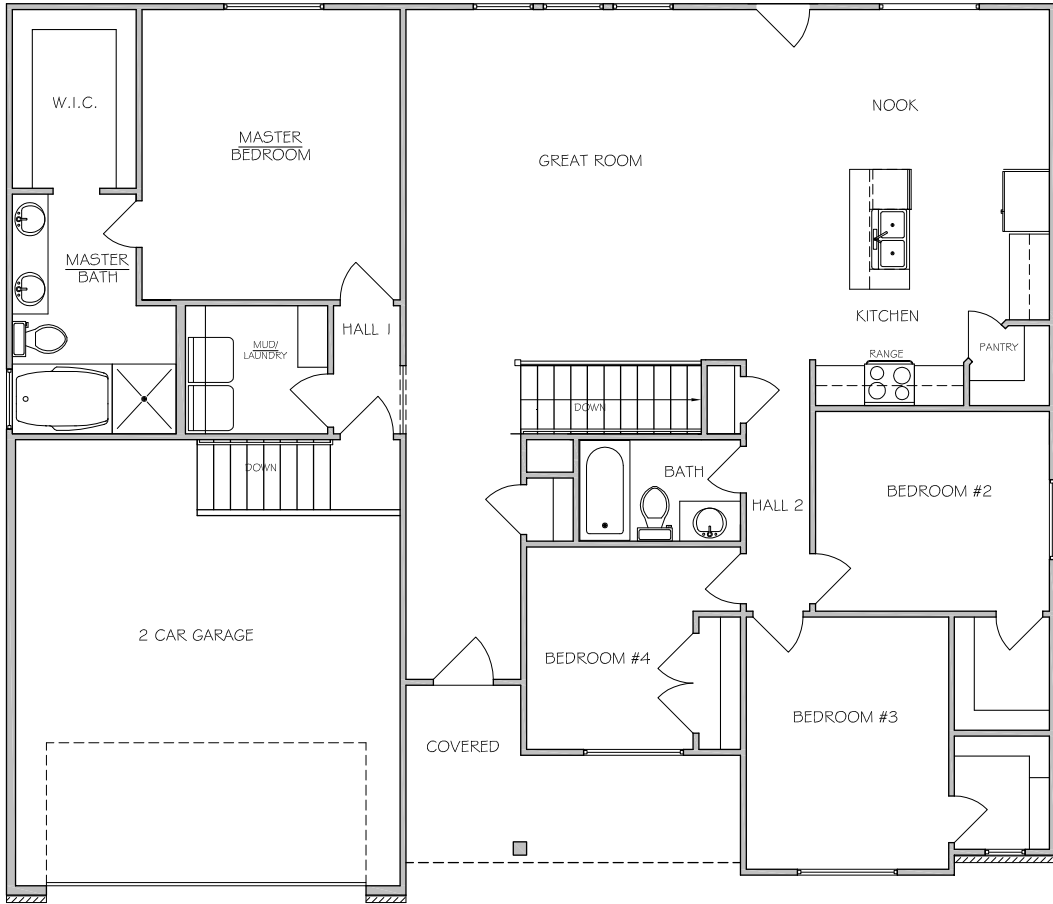 W.I.C.
MASTER
BEDROOM
NOOK
GREAT ROOM
MASTER
BATH
HALL 1
KITCHEN
MUD/
LAUNDRY
RANGE
PANTRY
DOWN
DOWN
BATH
HALL 2
BEDROOM #2
2 CAR GARAGE
BEDROOM #4
BEDROOM #3
COVERED